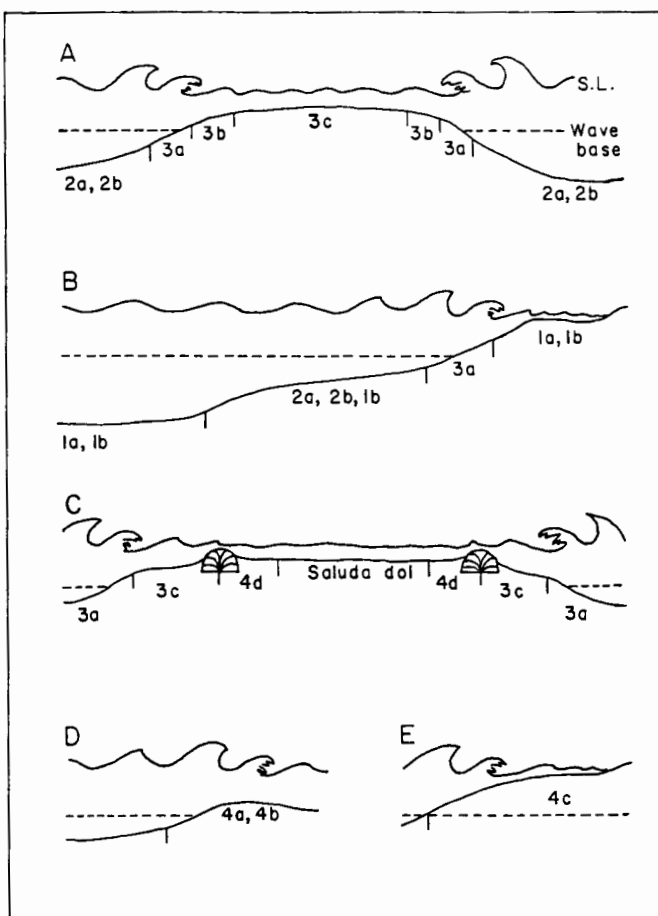 A
S.L.
3b 3c 3b Wave
3a 3a base
2a, 2b 2a, 2b
B
1a, 1b
3a
2a, 2b, 1b
1a, 1b
C
4d Saluda dol 4d
3c 3c
3a 3a
D E
4c
4a, 4b